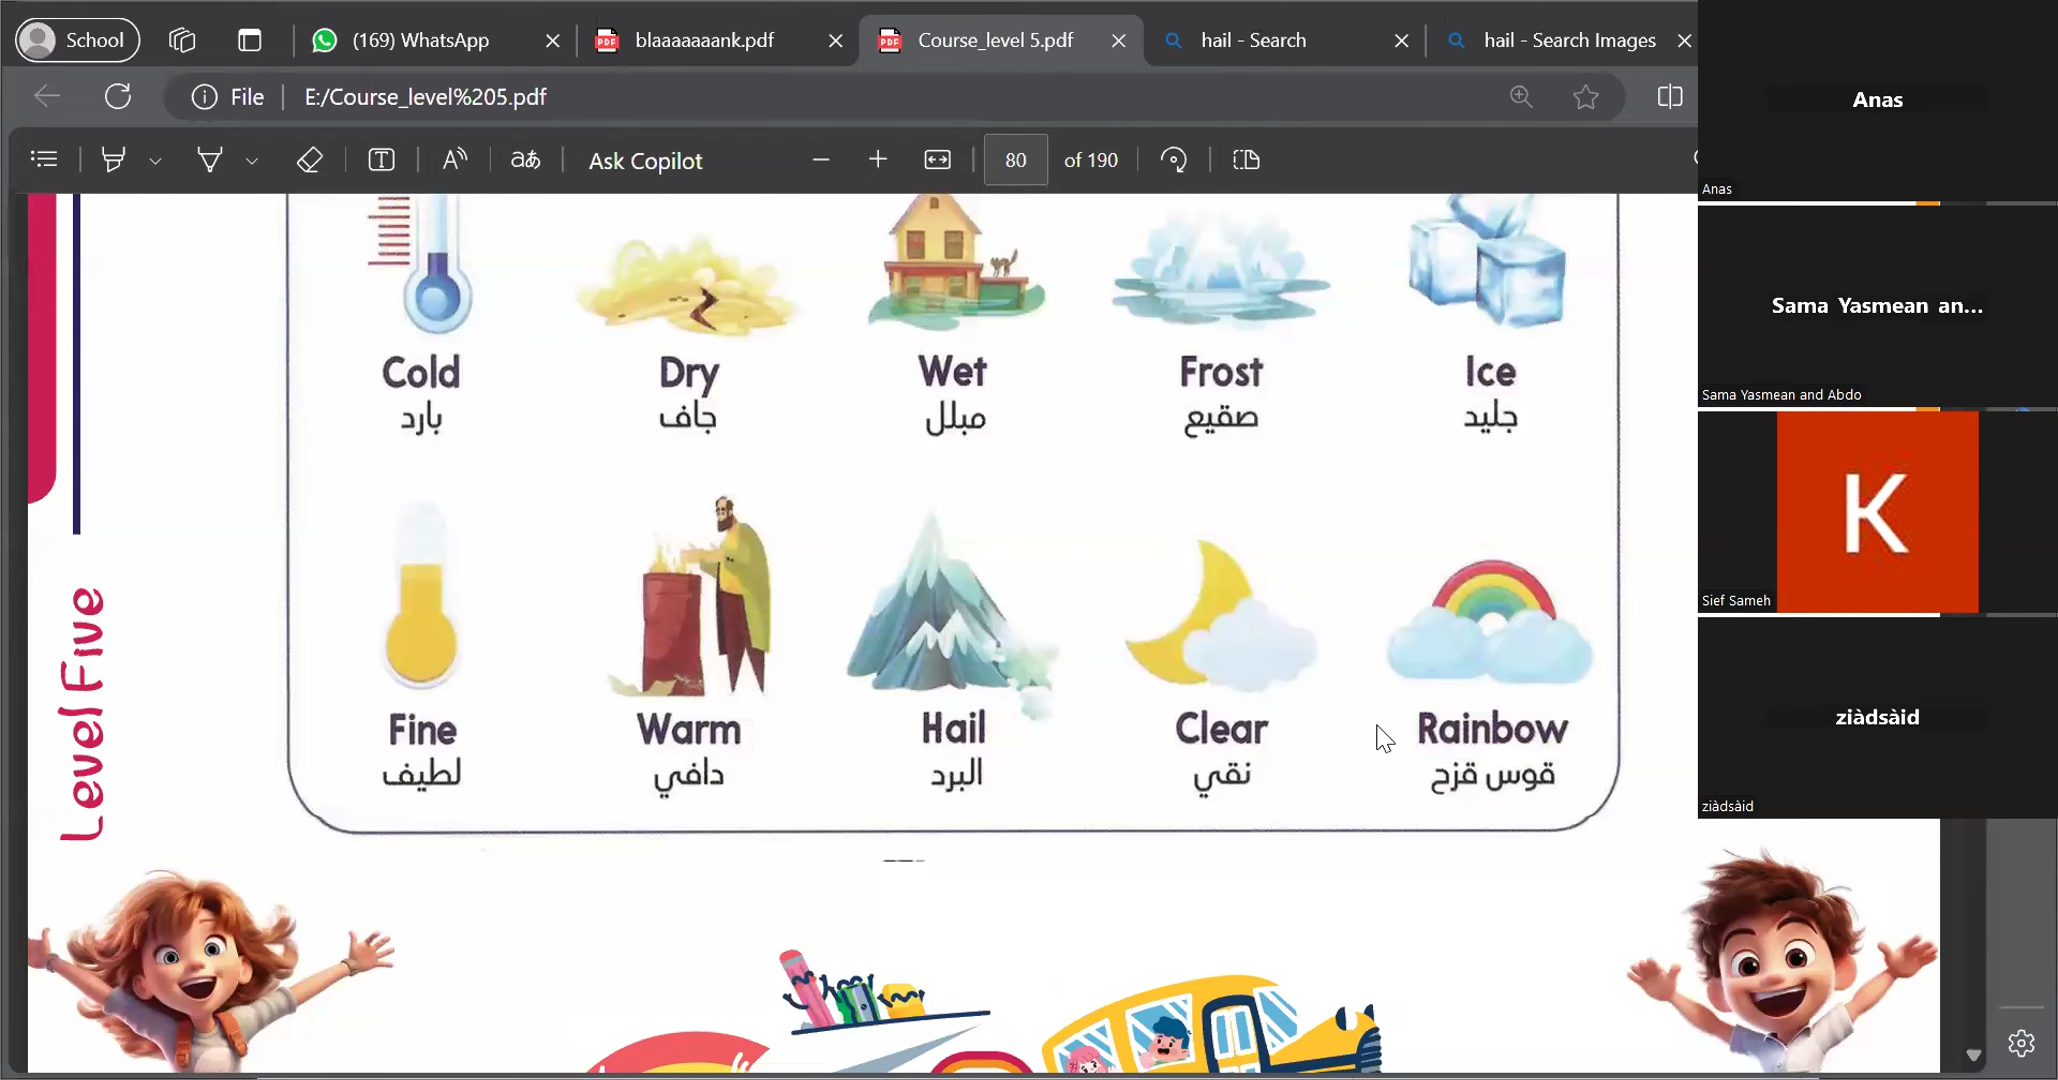 School
(169) WhatsApp
blaaaaaaank.pdf
Course_level 5.pdf
hail - Search
hail - Search Images
File
E:/Course_level%205.pdf
Ask Copilot
80
of 190
Cold
Dry
Wet
Frost
Ice
بارد
جاف
مبلل
صقيع
جليد
Fine
Warm
Hail
Clear
Rainbow
لطيف
دافي
البرد
نقي
قوس قزح
Level Five
Anas
Anas
Sama Yasmean an...
Sama Yasmean and Abdo
K
Sief Sameh
ziàdsàid
ziàdsàid